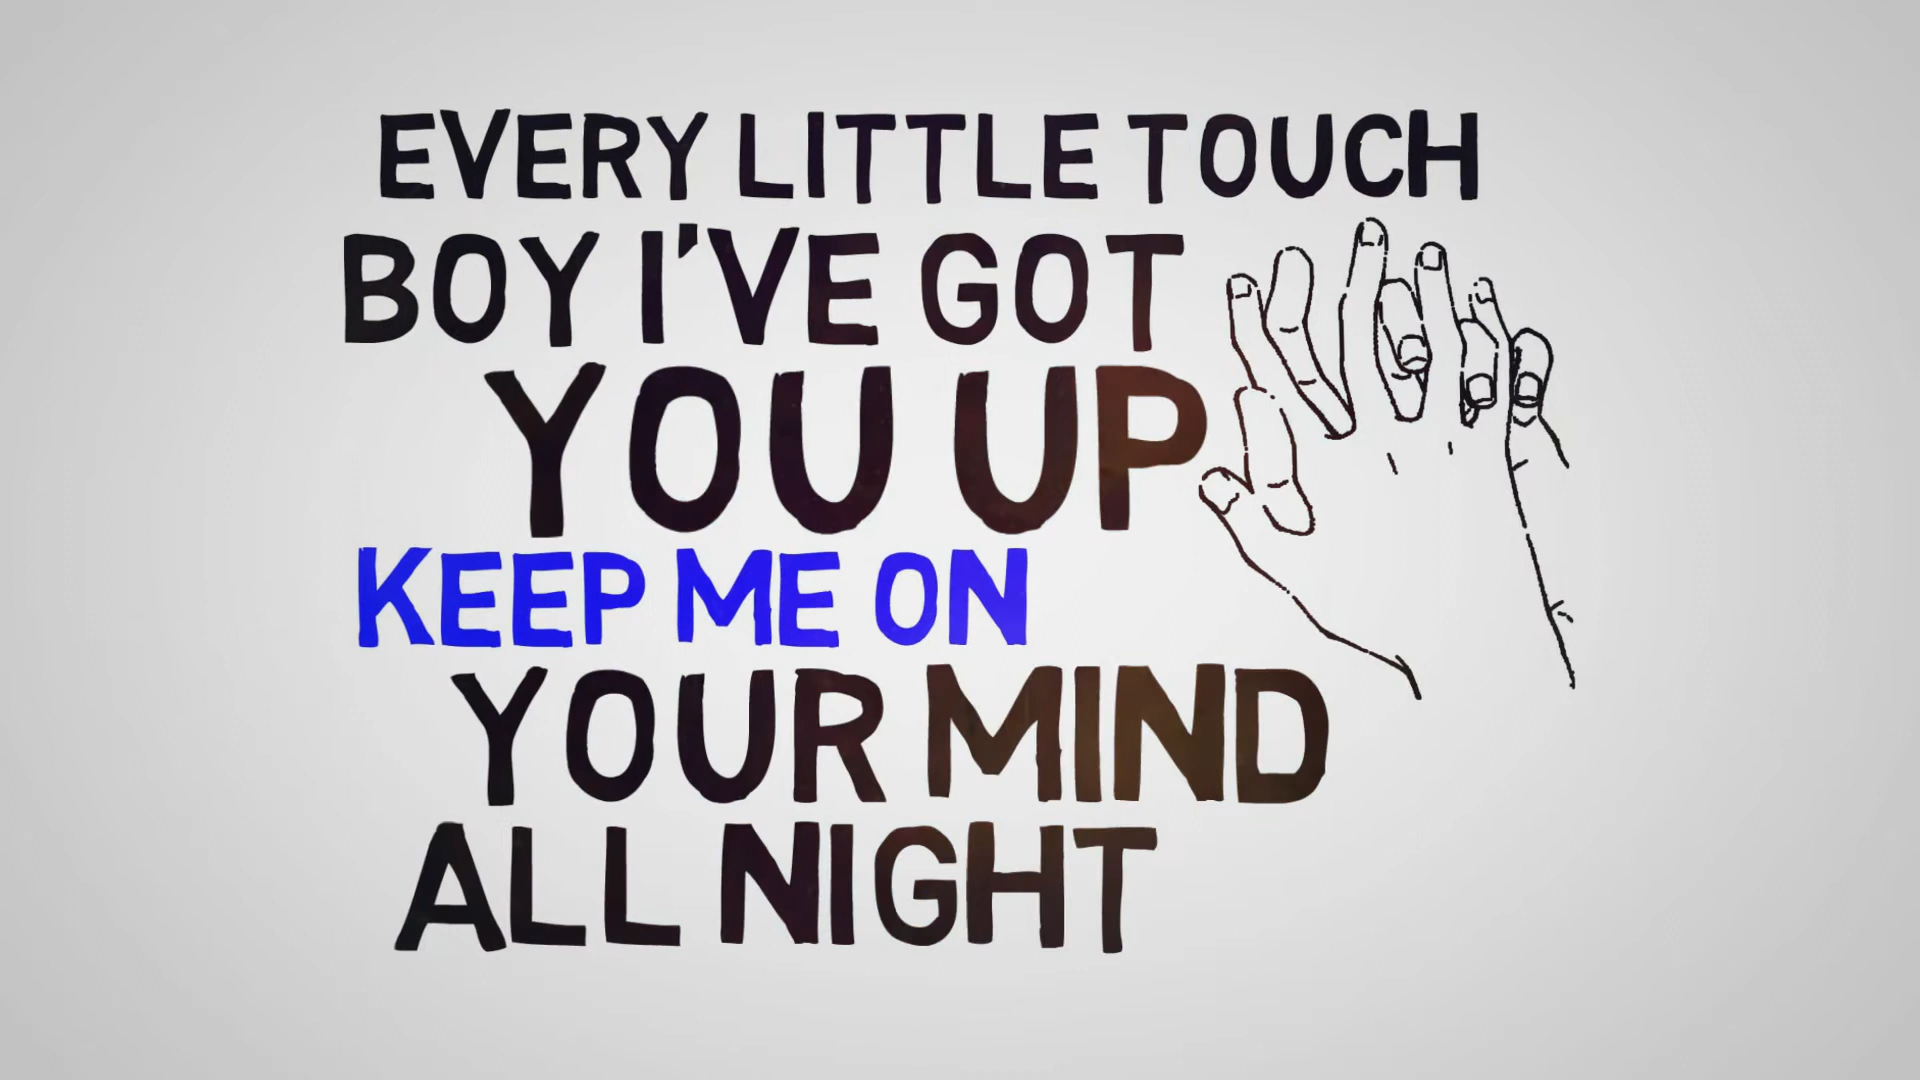 EVERY LITTLE TOUCH
BOY I'VE GOT
YOU UP
KEEP ME ON
YOUR MIND
ALL NIGHT